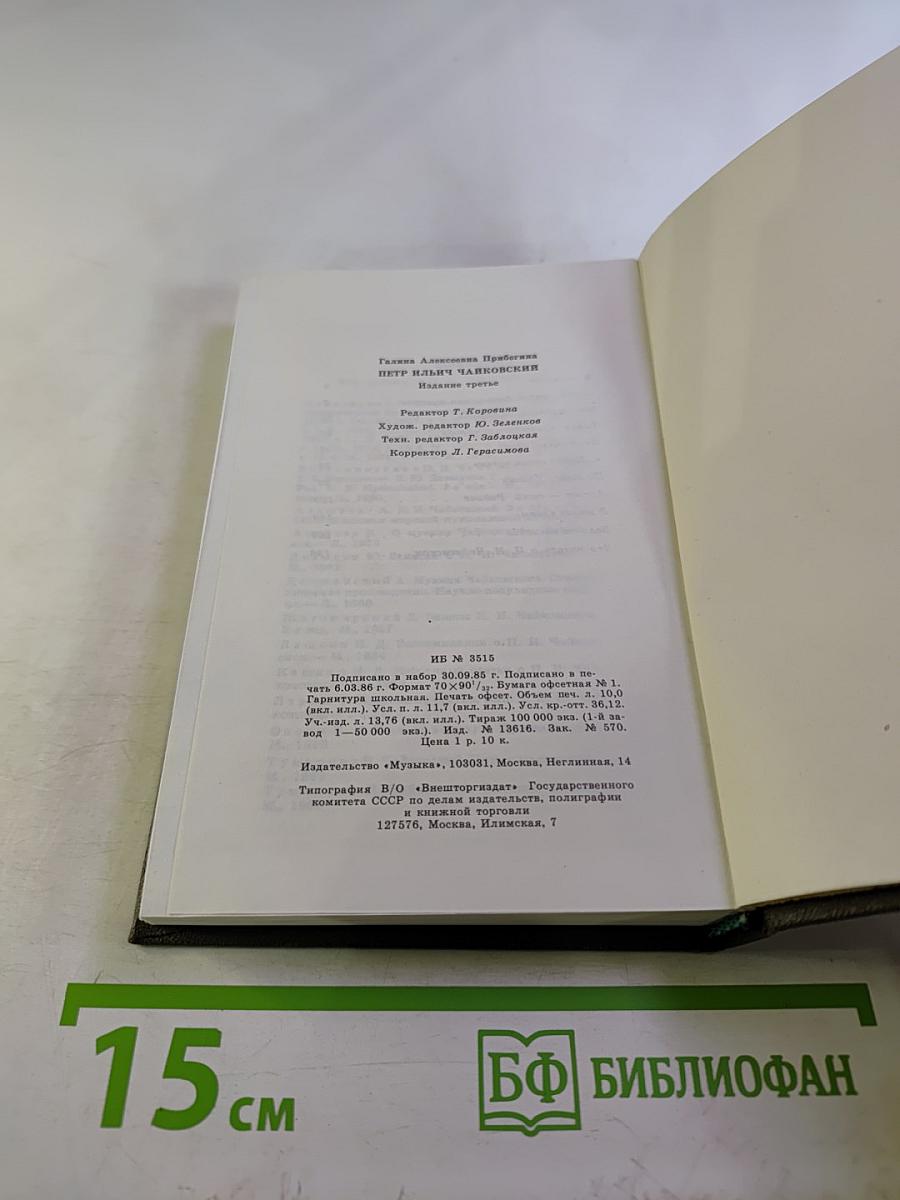 Галина Алексеевна Прибегина
ПЕТР ИЛЬИЧ ЧАЙКОВСКИЙ
Издание третье
Редактор Т. Коровина
Худож. редактор Ю. Зеленков
Техн. редактор Г. Заблоцкая
Корректор Л. Герасимова
ИБ № 3515
Подписано в набор 30.09.85 г. Подписано в пе-
чать 6.03.86 г. Формат 70×90¹/₃₂. Бумага офсетная № 1.
Гарнитура школьная. Печать офсет. Объем печ. л. 10,0
(вкл. илл.). Усл. п. л. 11,7 (вкл. илл.). Усл. кр.-отт. 36,12.
Уч.-изд. л. 13,76 (вкл. илл.). Тираж 100 000 экз. (1-й за-
вод 1—50 000 экз.). Изд. № 13616. Зак. № 570.
Цена 1 р. 10 к.
Издательство «Музыка», 103031, Москва, Неглинная, 14
Типография В/О «Внешторгиздат» Государственного
комитета СССР по делам издательств, полиграфии
и книжной торговли
127576, Москва, Илимская, 7
15 см
БФ БИБЛИОФАН